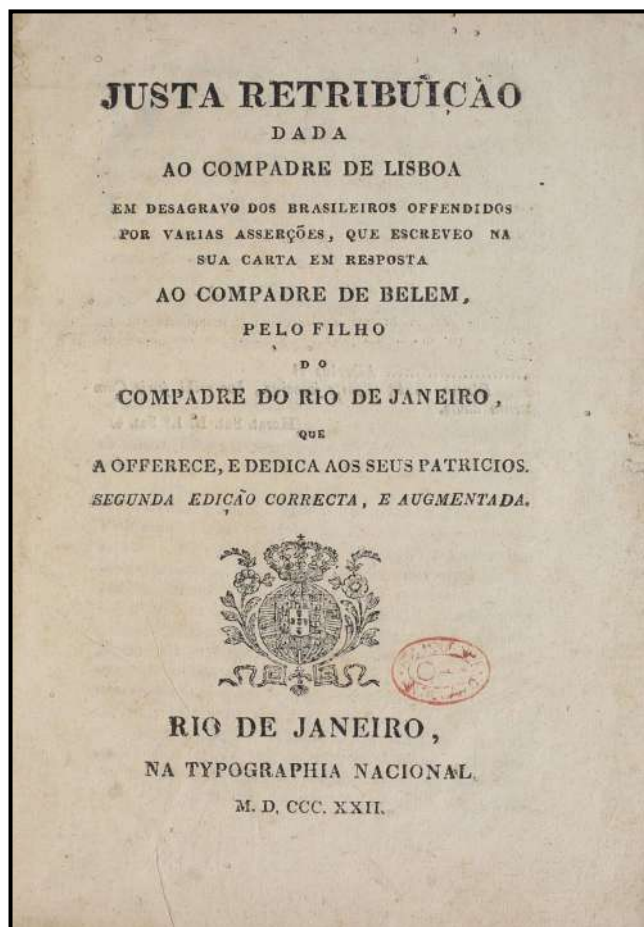 JUSTA RETRIBUIÇÃO
DADA
AO COMPADRE DE LISBOA
EM DESAGRAVO DOS BRASILEIROS OFFENDIDOS
POR VARIAS ASSERÇÕES, QUE ESCREVEO NA
SUA CARTA EM RESPOSTA
AO COMPADRE DE BELEM,
PELO FILHO
DO
COMPADRE DO RIO DE JANEIRO,
QUE
A OFFERECE, E DEDICA AOS SEUS PATRICIOS.
SEGUNDA EDIÇÃO CORRECTA, E AUGMENTADA.
RIO DE JANEIRO,
NA TYPOGRAPHIA NACIONAL
M. D. CCC. XXII.